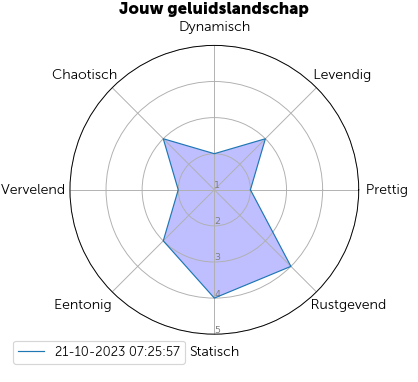 Jouw geluidslandschap
Dynamisch
Chaotisch
Levendig
Vervelend
1
Prettig
2
3
4
Eentonig
Rustgevend
5
21-10-2023 07:25:57
Statisch